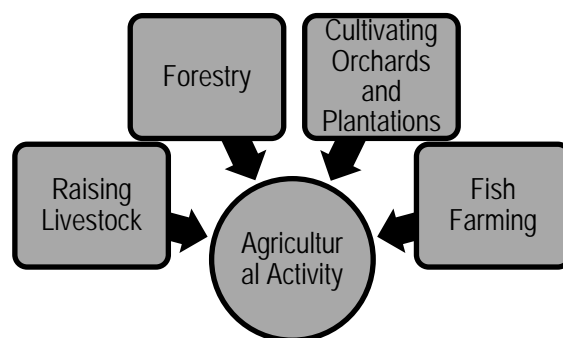 Forestry
Cultivating
Orchards
and
Plantations
Raising
Livestock
Fish
Farming
Agricultur
al Activity